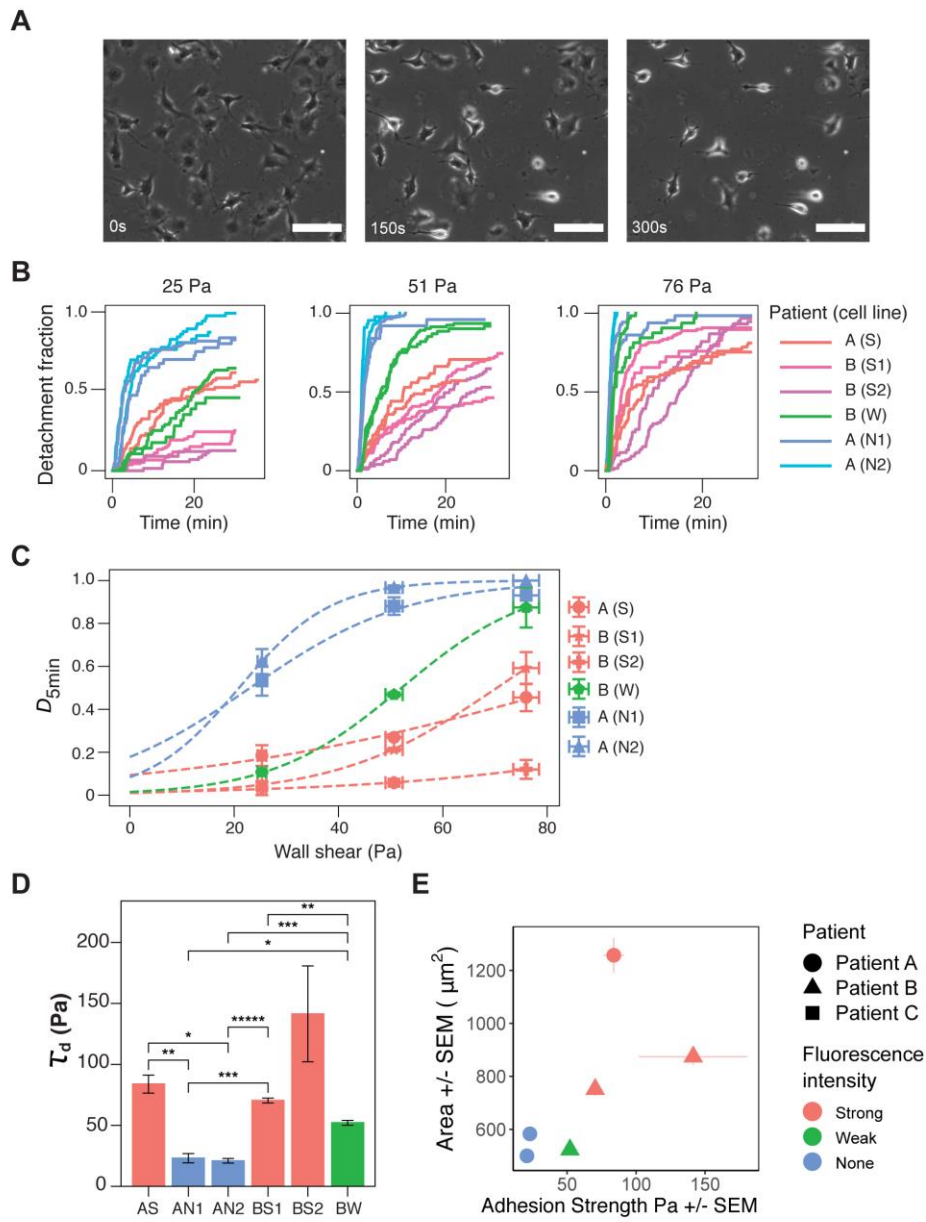 A
0s
150s
300s
B
25 Pa
51 Pa
76 Pa
Patient (cell line)
Detachment fraction
1.0
0.5
0
0
20
Time (min)
1.0
0.5
0
0
20
Time (min)
1.0
0.5
0
0
20
Time (min)
A (S)
B (S1)
B (S2)
B (W)
A (N1)
A (N2)
C
D5min
1.0
0.8
0.6
0.4
0.2
0
0
20
40
60
80
Wall shear (Pa)
A (S)
B (S1)
B (S2)
B (W)
A (N1)
A (N2)
D
τd (Pa)
200
150
100
50
0
**
***
*
*****
*
**
***
AS
AN1
AN2
BS1
BS2
BW
E
Area +/- SEM ( µm²)
1200
1000
800
600
50
100
150
Adhesion Strength Pa +/- SEM
Patient
Patient A
Patient B
Patient C
Fluorescence
intensity
Strong
Weak
None